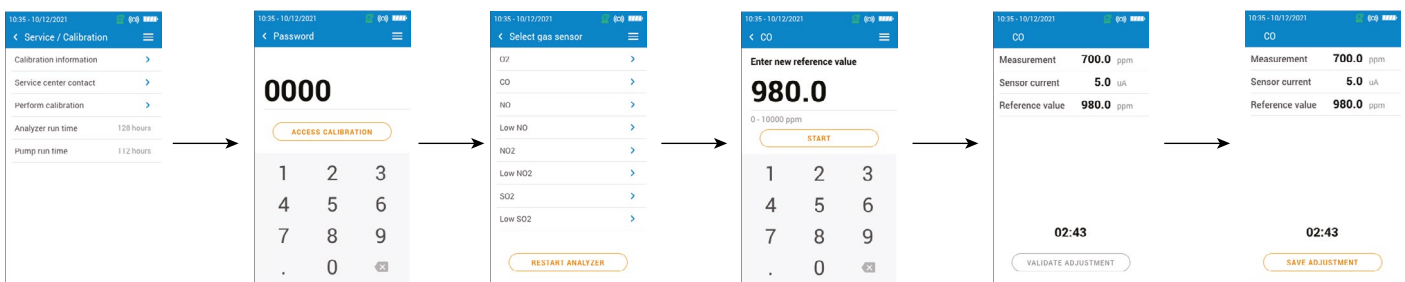 10:35 - 10/12/2021
Service / Calibration
Calibration information
Service center contact
Perform calibration
Analyzer run time 128 hours
Pump run time 112 hours
10:35 - 10/12/2021
Password
0000
ACCESS CALIBRATION
1 2 3
4 5 6
7 8 9
. 0
10:35 - 10/12/2021
Select gas sensor
O2
CO
NO
Low NO
NO2
Low NO2
SO2
Low SO2
RESTART ANALYZER
10:35 - 10/12/2021
CO
Enter new reference value
980.0
0 - 10000 ppm
START
1 2 3
4 5 6
7 8 9
. 0
10:35 - 10/12/2021
CO
Measurement 700.0 ppm
Sensor current 5.0 uA
Reference value 980.0 ppm
02:43
VALIDATE ADJUSTMENT
10:35 - 10/12/2021
CO
Measurement 700.0 ppm
Sensor current 5.0 uA
Reference value 980.0 ppm
02:43
SAVE ADJUSTMENT